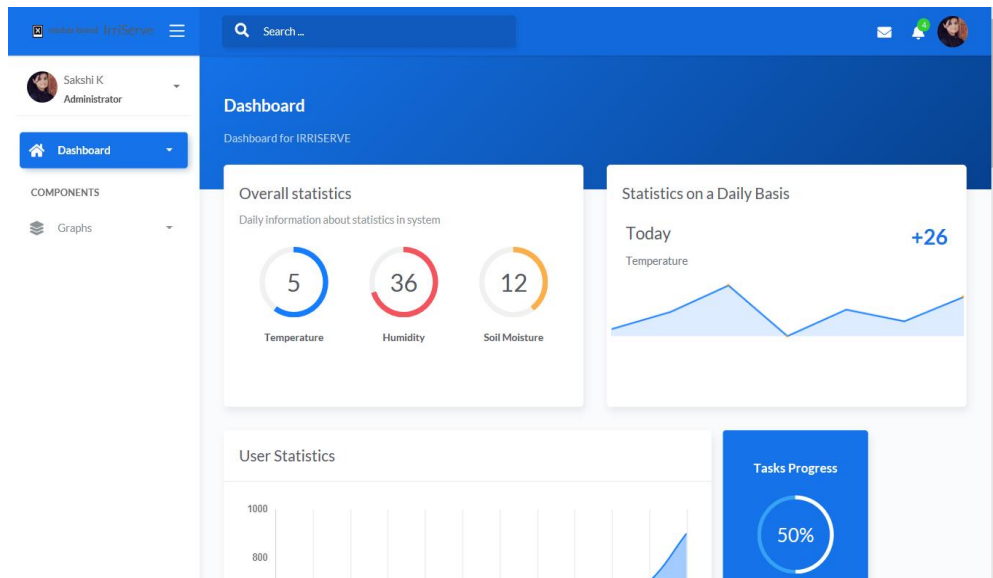 IrriServe
Search ...
4
Sakshi K
Administrator
Dashboard
COMPONENTS
Graphs
Dashboard
Dashboard for IRRISERVE
Overall statistics
Daily information about statistics in system
5
36
12
Temperature
Humidity
Soil Moisture
Statistics on a Daily Basis
Today
+26
Temperature
User Statistics
1000
800
Tasks Progress
50%